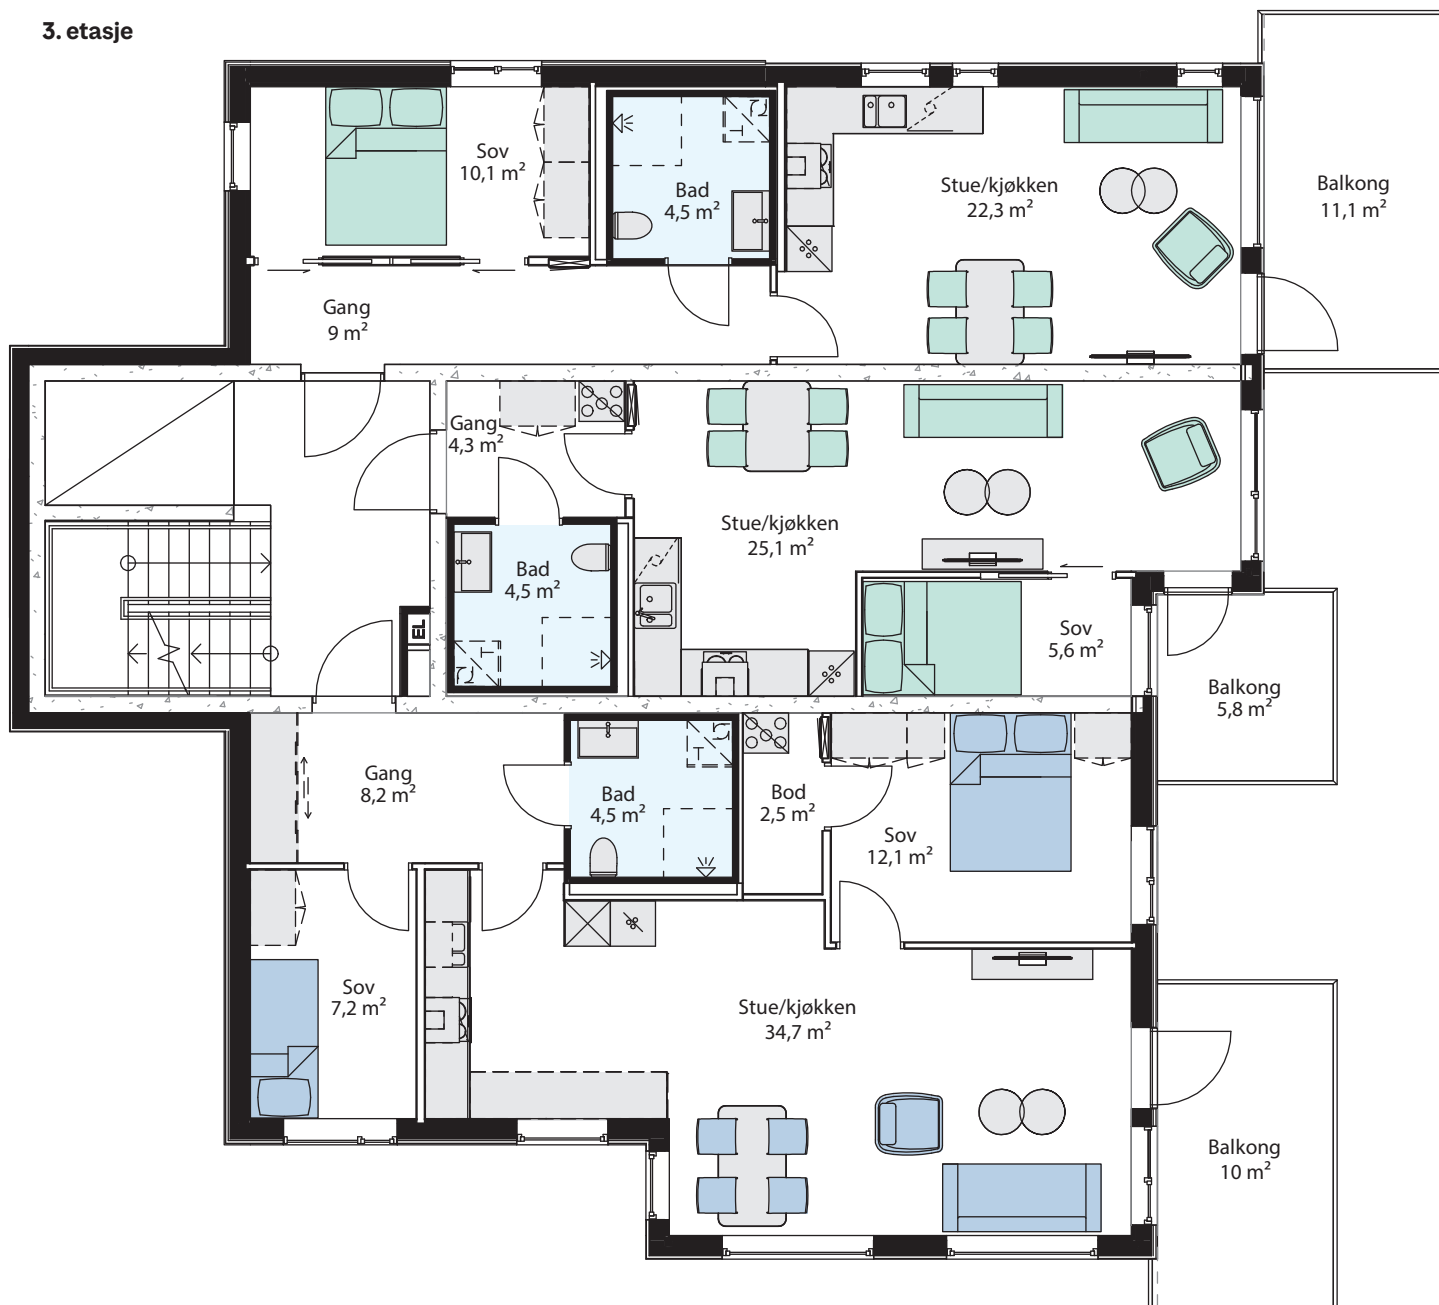 3. etasje
Sov
10,1 m²
Bad
4,5 m²
Stue/kjøkken
22,3 m²
Balkong
11,1 m²
Gang
9 m²
Gang
4,3 m²
Stue/kjøkken
25,1 m²
Bad
4,5 m²
EL
Sov
5,6 m²
Balkong
5,8 m²
Gang
8,2 m²
Bad
4,5 m²
Bod
2,5 m²
Sov
12,1 m²
Sov
7,2 m²
Stue/kjøkken
34,7 m²
Balkong
10 m²
T
T
T